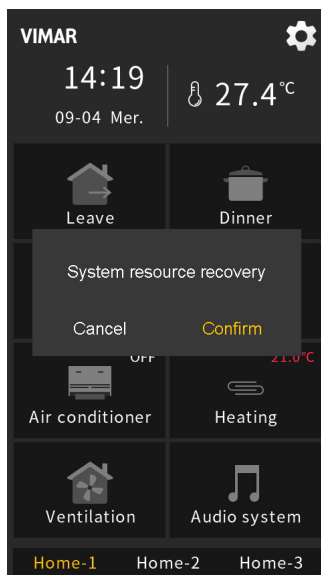 VIMAR
14:19
09-04 Mer.
27.4°C
Leave
Dinner
System resource recovery
Cancel
Confirm
OFF
21.0°C
Air conditioner
Heating
Ventilation
Audio system
Home-1
Home-2
Home-3